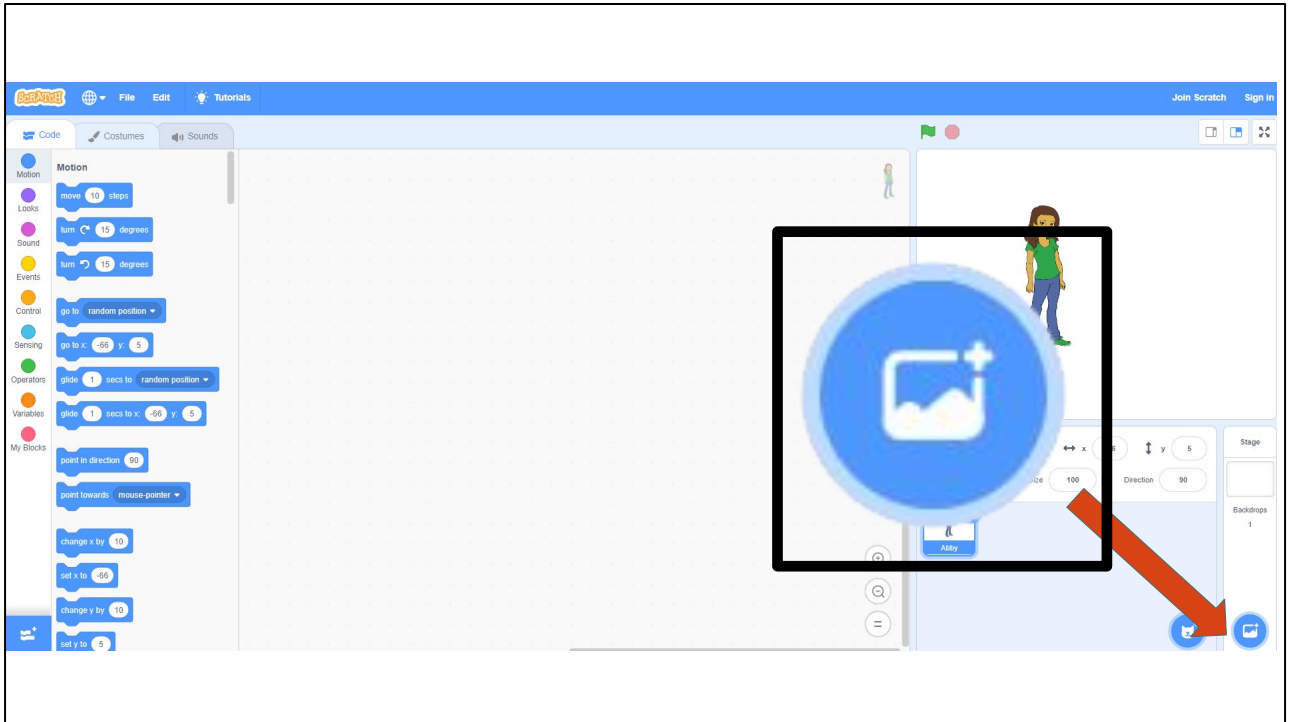 SCRATCH File Edit Tutorials Join Scratch Sign in
Code Costumes Sounds
Motion
Looks
Sound
Events
Control
Sensing
Operators
Variables
My Blocks
Motion
move 10 steps
turn 15 degrees
turn 15 degrees
go to random position
go to x: -66 y: 5
glide 1 secs to random position
glide 1 secs to x: -66 y: 5
point in direction 90
point towards mouse-pointer
change x by 10
set x to -66
change y by 10
set y to 5
x y 5
100 Direction 90
Abby
Stage
Backdrops
1